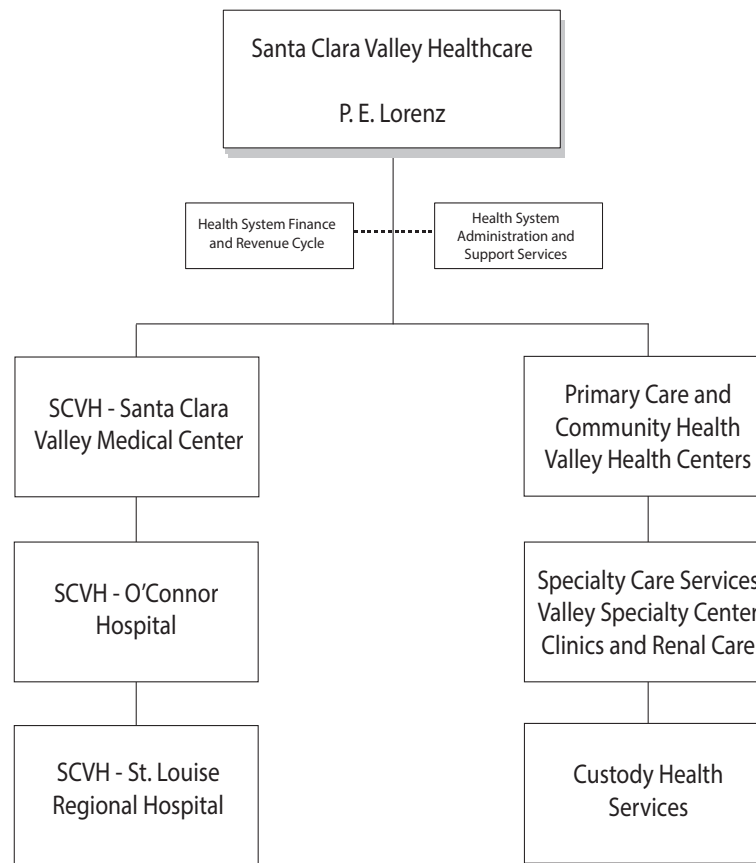 Santa Clara Valley Healthcare
P. E. Lorenz
Health System Finance
and Revenue Cycle
Health System
Administration and
Support Services
SCVH - Santa Clara
Valley Medical Center
Primary Care and
Community Health
Valley Health Centers
SCVH - O’Connor
Hospital
Specialty Care Services
Valley Specialty Center
Clinics and Renal Care
SCVH - St. Louise
Regional Hospital
Custody Health
Services